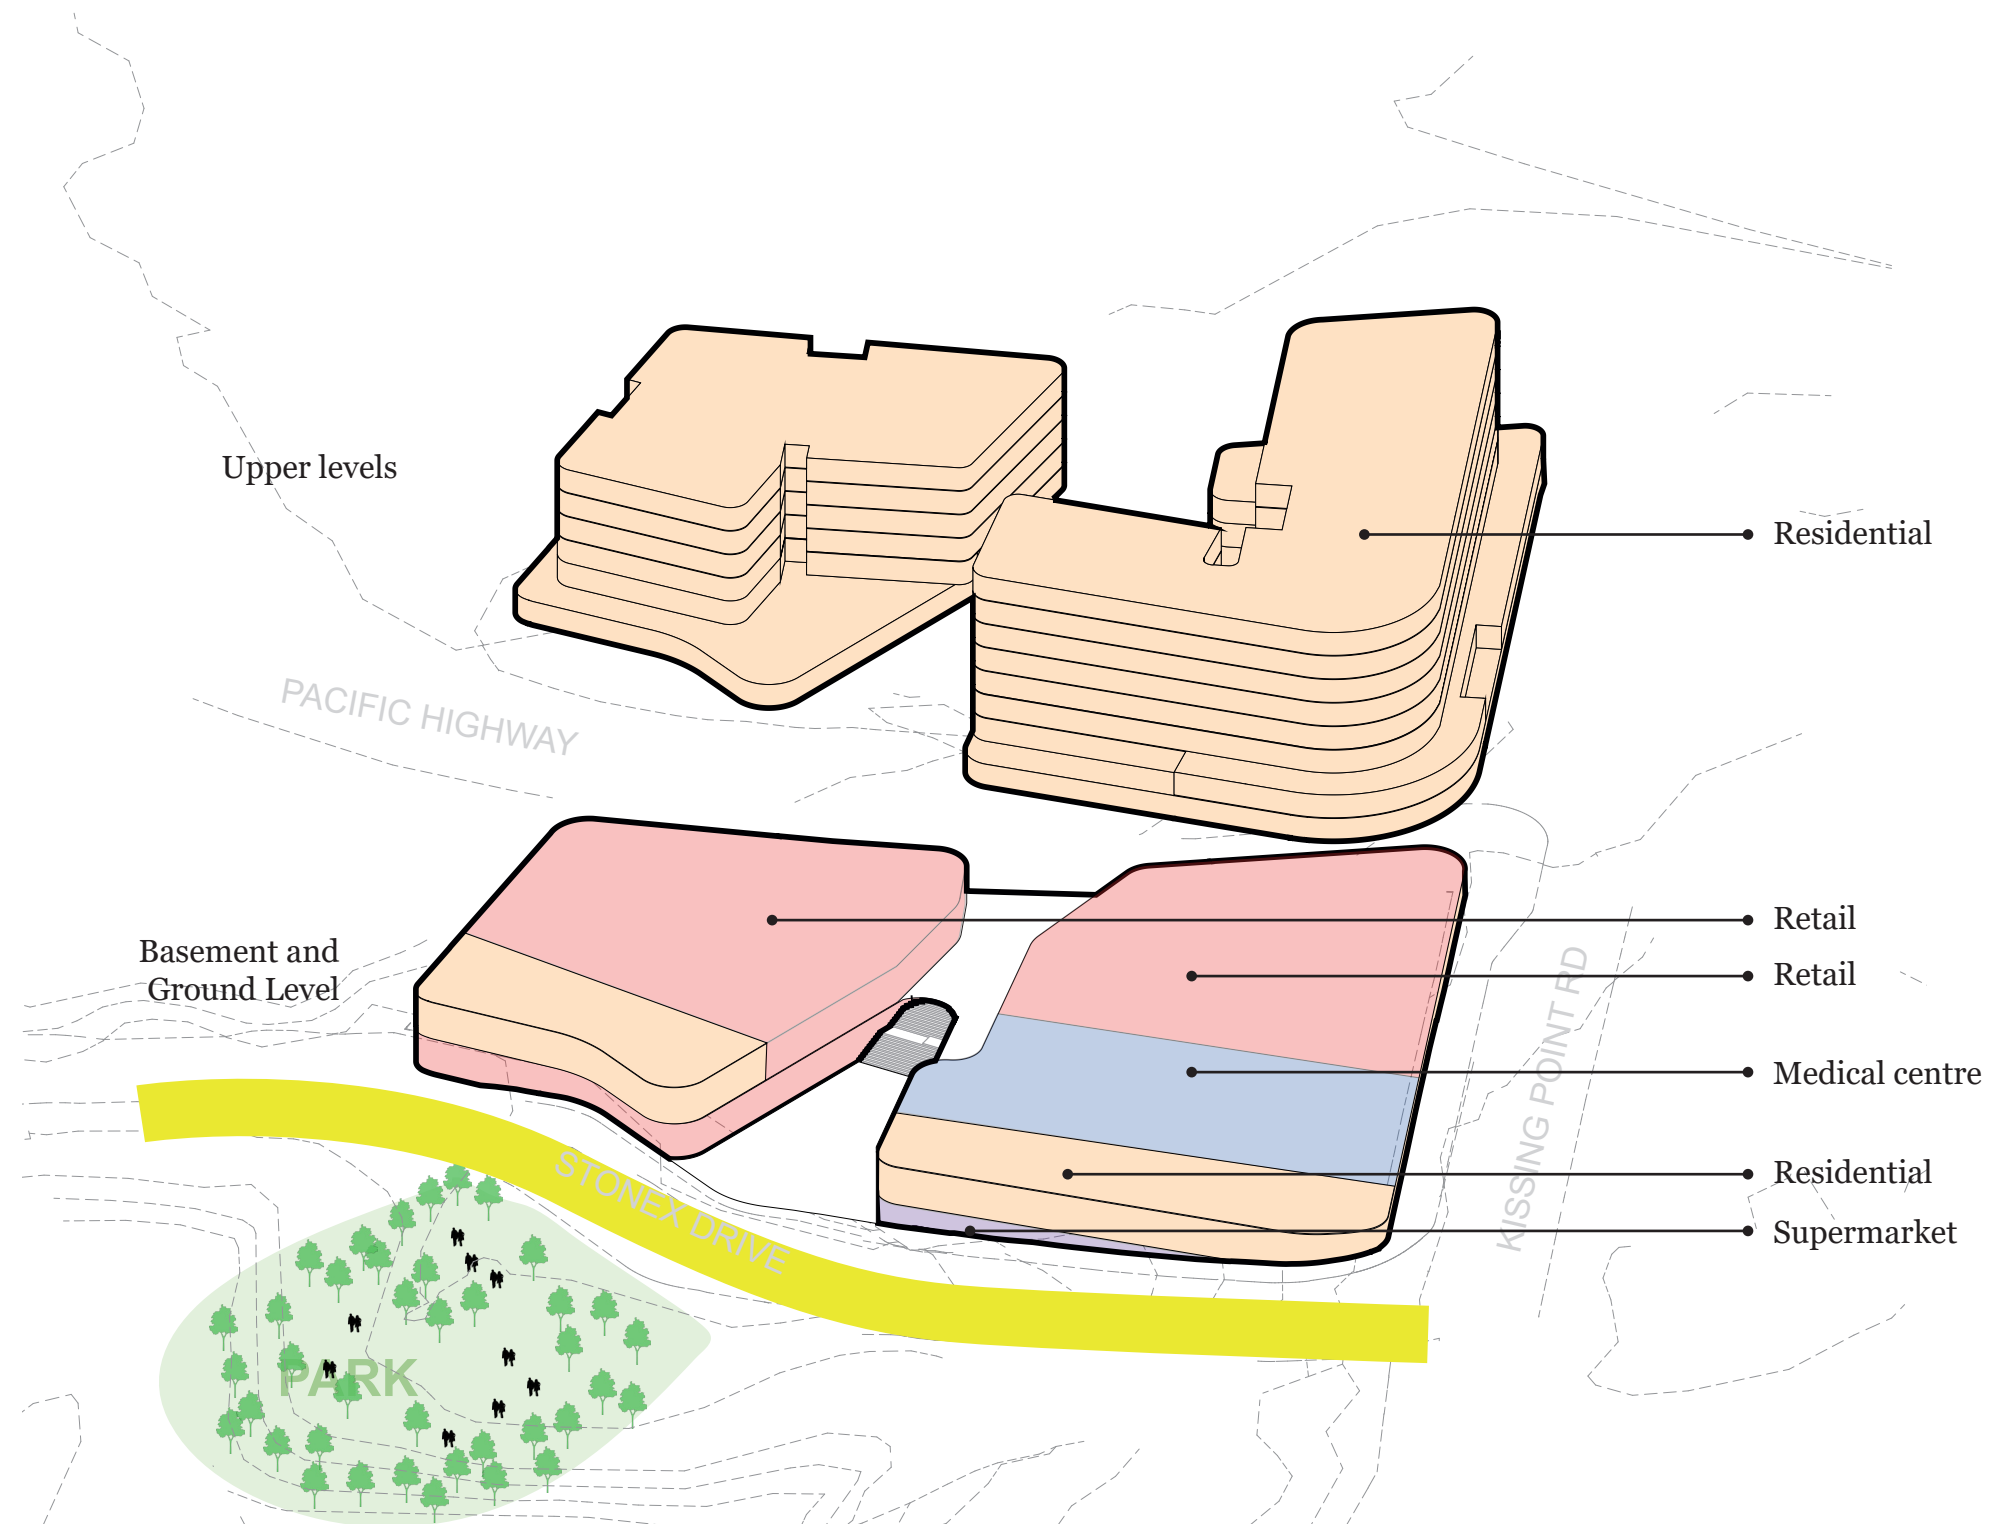 Upper levels
Residential
PACIFIC HIGHWAY
Basement and
Ground Level
Retail
Retail
Medical centre
KISSING POINT RD
Residential
Supermarket
STONEX DRIVE
PARK